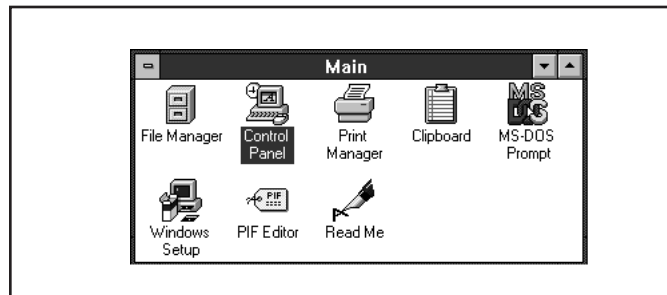 Main
File Manager
Control
Panel
Print
Manager
Clipboard
MS
DOS
MS-DOS
Prompt
Windows
Setup
PIF
PIF Editor
Read Me